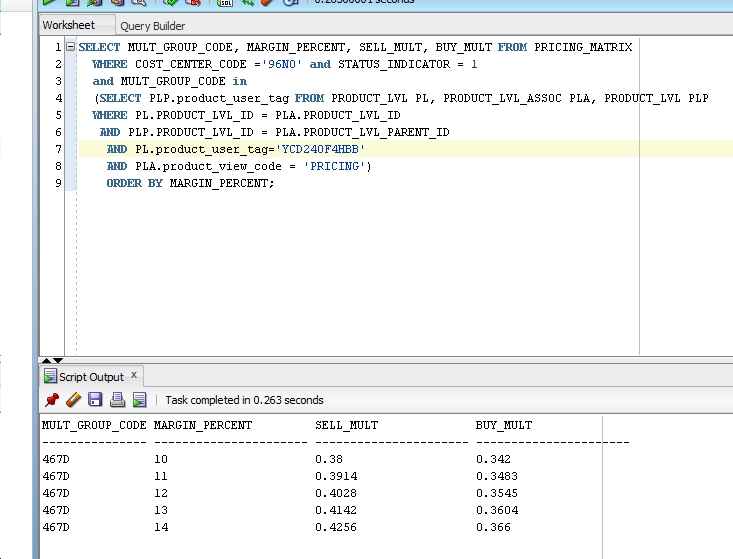 0.26300001 seconds
Worksheet Query Builder
1 SELECT MULT_GROUP_CODE, MARGIN_PERCENT, SELL_MULT, BUY_MULT FROM PRICING_MATRIX
2 WHERE COST_CENTER_CODE ='96NO' and STATUS_INDICATOR = 1
3 and MULT_GROUP_CODE in
4 (SELECT PLP.product_user_tag FROM PRODUCT_LVL PL, PRODUCT_LVL_ASSOC PLA, PRODUCT_LVL PLP
5 WHERE PL.PRODUCT_LVL_ID = PLA.PRODUCT_LVL_ID
6 AND PLP.PRODUCT_LVL_ID = PLA.PRODUCT_LVL_PARENT_ID
7 AND PL.product_user_tag='YCD240F4HBB'
8 AND PLA.product_view_code = 'PRICING')
9 ORDER BY MARGIN_PERCENT;
Script Output x
Task completed in 0.263 seconds
MULT_GROUP_CODE MARGIN_PERCENT SELL_MULT BUY_MULT
467D 10 0.38 0.342
467D 11 0.3914 0.3483
467D 12 0.4028 0.3545
467D 13 0.4142 0.3604
467D 14 0.4256 0.366